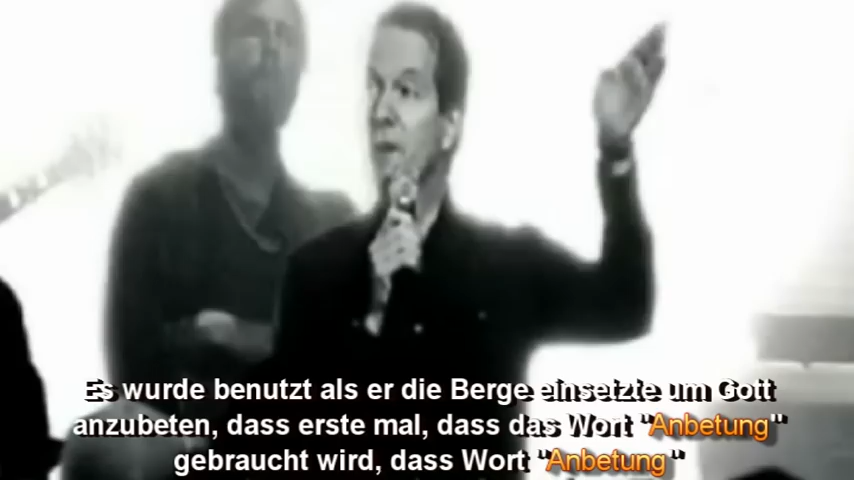 Es wurde benutzt als er die Berge einsetzte um Gott
anzubeten, dass erste mal, dass das Wort "Anbetung"
gebraucht wird, dass Wort "Anbetung"